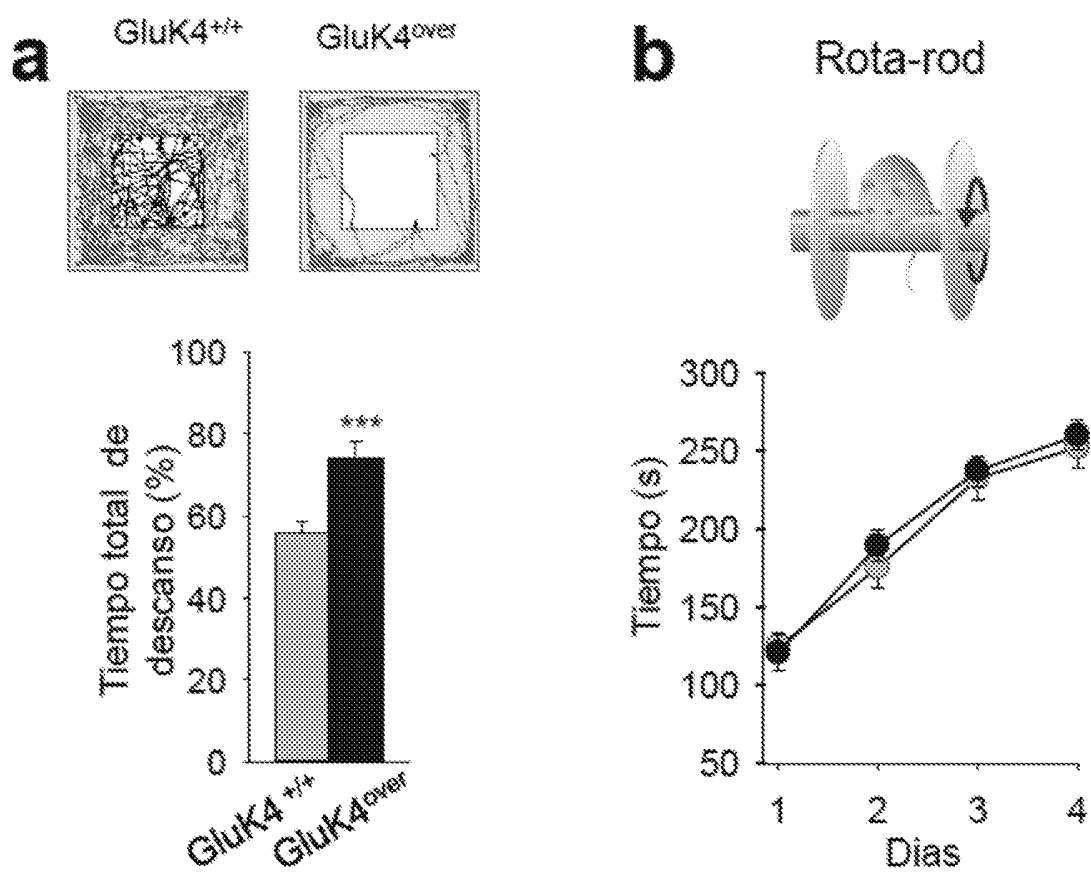 a
GluK4+/+
GluK4over
100
80
60
40
20
0
Tiempo total de
descanso (%)
***
GluK4 +/+
GluK4over
b
Rota-rod
300
250
200
150
100
50
Tiempo (s)
1 2 3 4
Dias